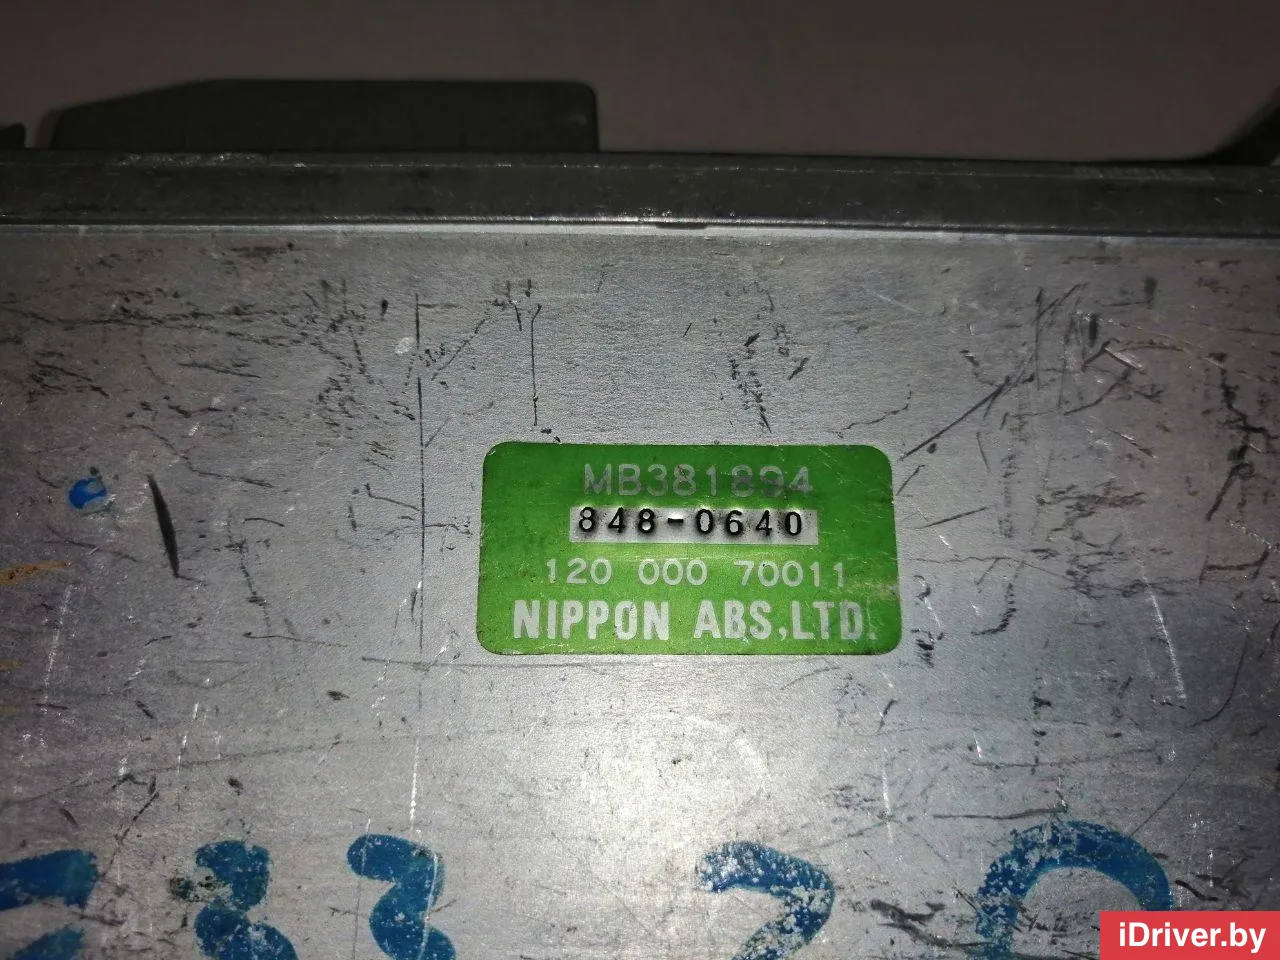 MB381894
848-0640
120 000 70011
NIPPON ABS,LTD.
iDriver.by